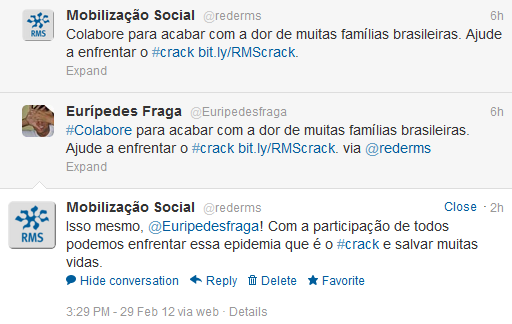 Mobilização Social @rederms 6h
Colabore para acabar com a dor de muitas famílias brasileiras. Ajude
a enfrentar o #crack bit.ly/RMScrack.
Expand
RMS
Eurípedes Fraga @Euripedesfraga 6h
#Colabore para acabar com a dor de muitas famílias brasileiras.
Ajude a enfrentar o #crack bit.ly/RMScrack. via @rederms
Expand
Mobilização Social @rederms Close · 2h
Isso mesmo, @Euripedesfraga! Com a participação de todos
podemos enfrentar essa epidemia que é o #crack e salvar muitas
vidas.
RMS
Hide conversation Reply Delete Favorite
3:29 PM - 29 Feb 12 via web · Details